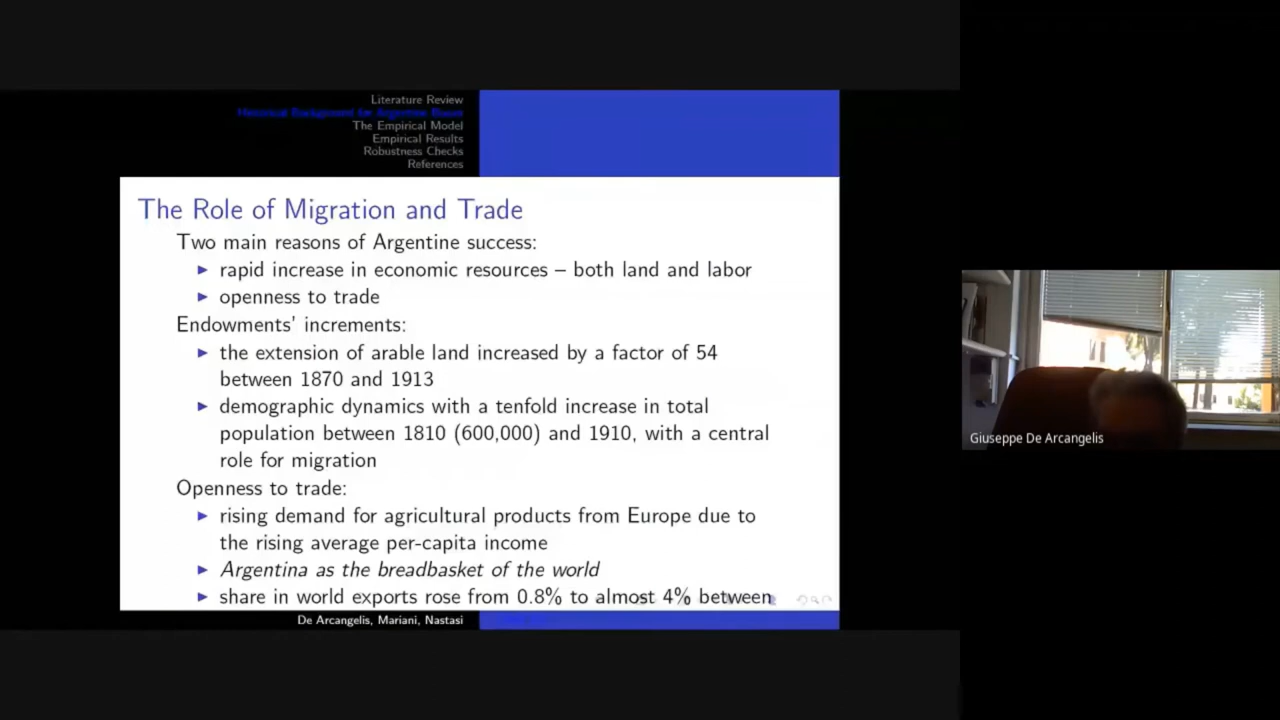 Literature Review
Historical Background for Argentine Boom
The Empirical Model
Empirical Results
Robustness Checks
References
The Role of Migration and Trade
Two main reasons of Argentine success:
rapid increase in economic resources – both land and labor
openness to trade
Endowments' increments:
the extension of arable land increased by a factor of 54
between 1870 and 1913
demographic dynamics with a tenfold increase in total
population between 1810 (600,000) and 1910, with a central
role for migration
Openness to trade:
rising demand for agricultural products from Europe due to
the rising average per-capita income
Argentina as the breadbasket of the world
share in world exports rose from 0.8% to almost 4% between
De Arcangelis, Mariani, Nastasi
Giuseppe De Arcangelis